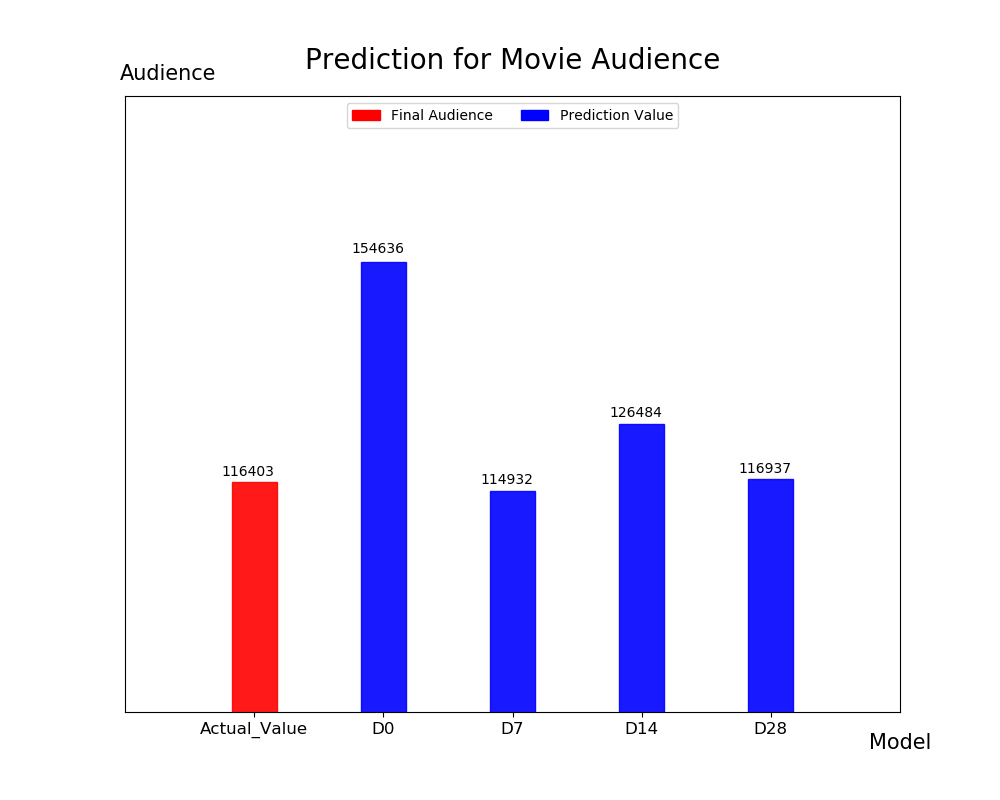 Prediction for Movie Audience
Audience
Final Audience
Prediction Value
154636
126484
116403
114932
116937
Actual_Value
D0
D7
D14
D28
Model